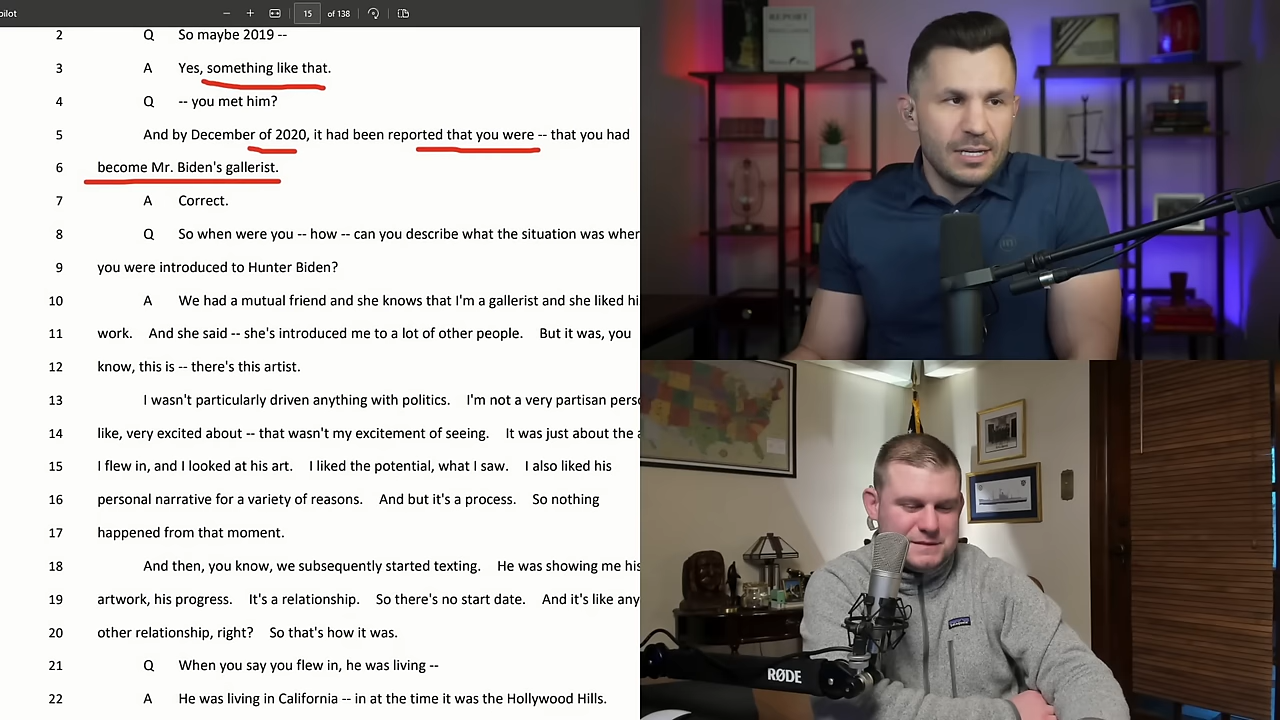 pilot
15 of 138
2 Q So maybe 2019 --
3 A Yes, something like that.
4 Q -- you met him?
5 And by December of 2020, it had been reported that you were -- that you had
6 become Mr. Biden's gallerist.
7 A Correct.
8 Q So when were you -- how -- can you describe what the situation was when
9 you were introduced to Hunter Biden?
10 A We had a mutual friend and she knows that I'm a gallerist and she liked hi
11 work. And she said -- she's introduced me to a lot of other people. But it was, you
12 know, this is -- there's this artist.
13 I wasn't particularly driven anything with politics. I'm not a very partisan perso
14 like, very excited about -- that wasn't my excitement of seeing. It was just about the a
15 I flew in, and I looked at his art. I liked the potential, what I saw. I also liked his
16 personal narrative for a variety of reasons. And but it's a process. So nothing
17 happened from that moment.
18 And then, you know, we subsequently started texting. He was showing me his
19 artwork, his progress. It's a relationship. So there's no start date. And it's like any
20 other relationship, right? So that's how it was.
21 Q When you say you flew in, he was living --
22 A He was living in California -- in at the time it was the Hollywood Hills.
REPORT
patagonia
RØDE